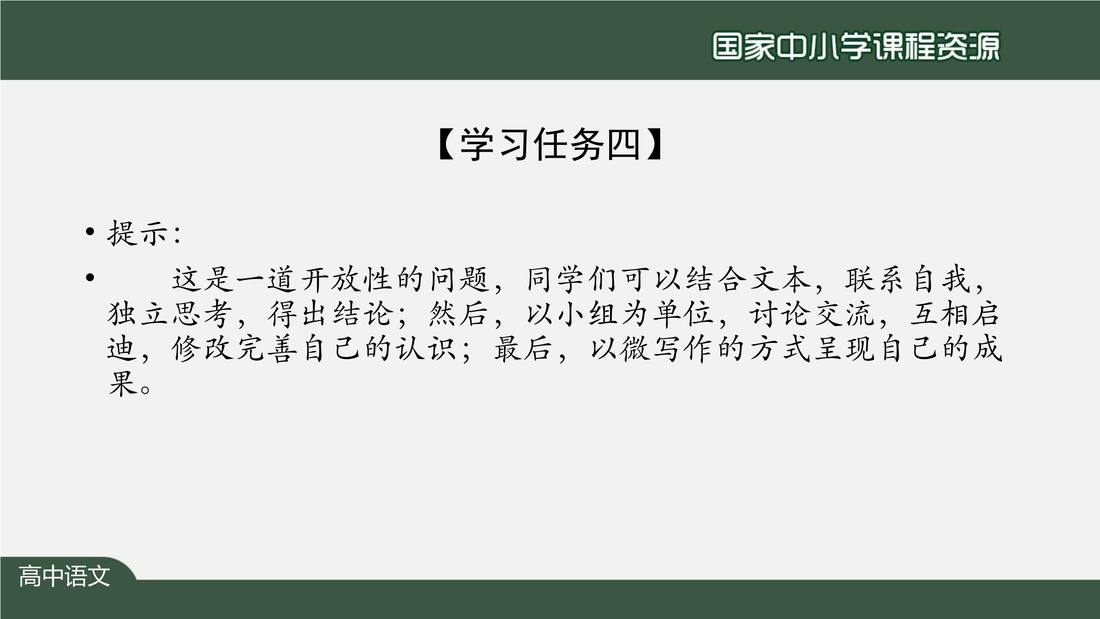 国家中小学课程资源
【学习任务四】
• 提示：
• 这是一道开放性的问题，同学们可以结合文本，联系自我，
独立思考，得出结论；然后，以小组为单位，讨论交流，互相启
迪，修改完善自己的认识；最后，以微写作的方式呈现自己的成
果。
高中语文